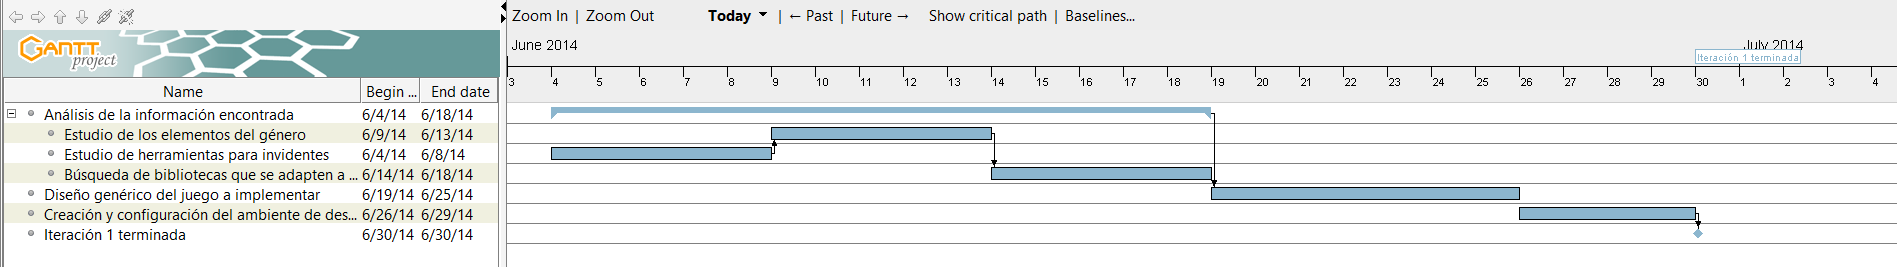 Zoom In | Zoom Out Today | ← Past | Future → Show critical path | Baselines...
June 2014 July 2014
Iteración 1 terminada
3 4 5 6 7 8 9 10 11 12 13 14 15 16 17 18 19 20 21 22 23 24 25 26 27 28 29 30 1 2 3 4
GANTT
project
Name Begin ... End date
Análisis de la información encontrada 6/4/14 6/18/14
Estudio de los elementos del género 6/9/14 6/13/14
Estudio de herramientas para invidentes 6/4/14 6/8/14
Búsqueda de bibliotecas que se adapten a ... 6/14/14 6/18/14
Diseño genérico del juego a implementar 6/19/14 6/25/14
Creación y configuración del ambiente de des... 6/26/14 6/29/14
Iteración 1 terminada 6/30/14 6/30/14